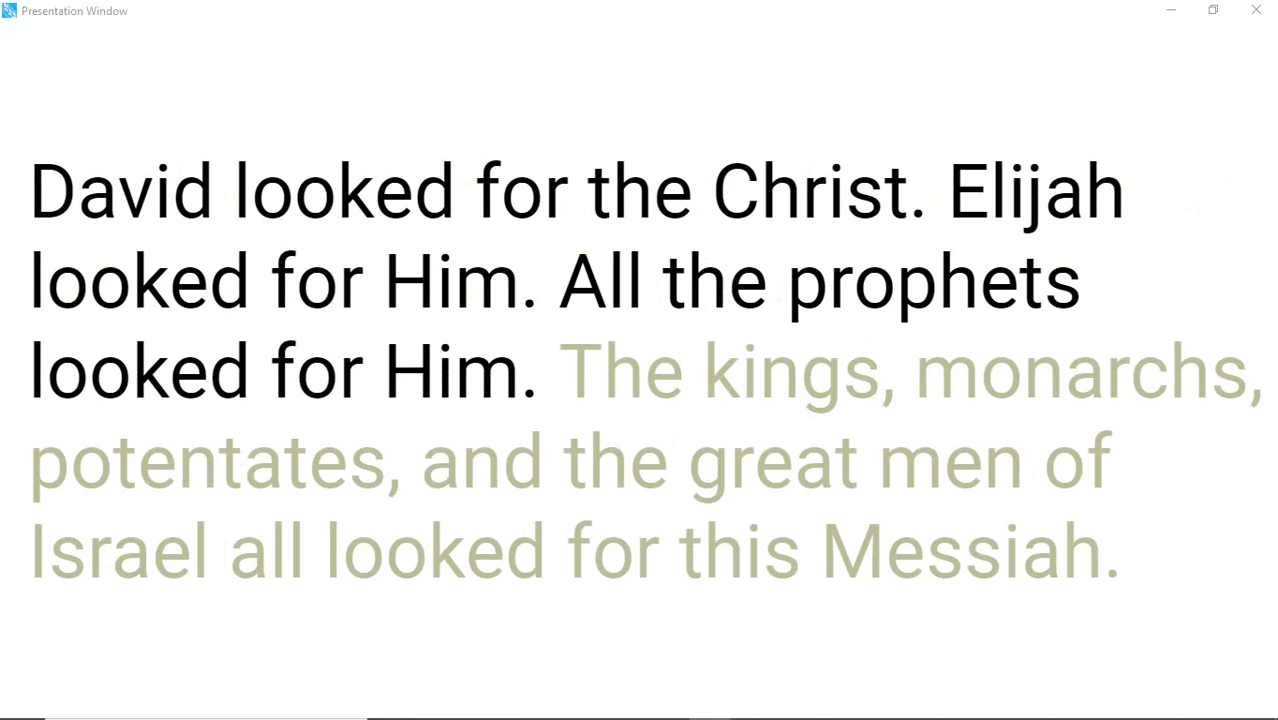 Presentation Window
David looked for the Christ. Elijah
looked for Him. All the prophets
looked for Him. The kings, monarchs,
potentates, and the great men of
Israel all looked for this Messiah.